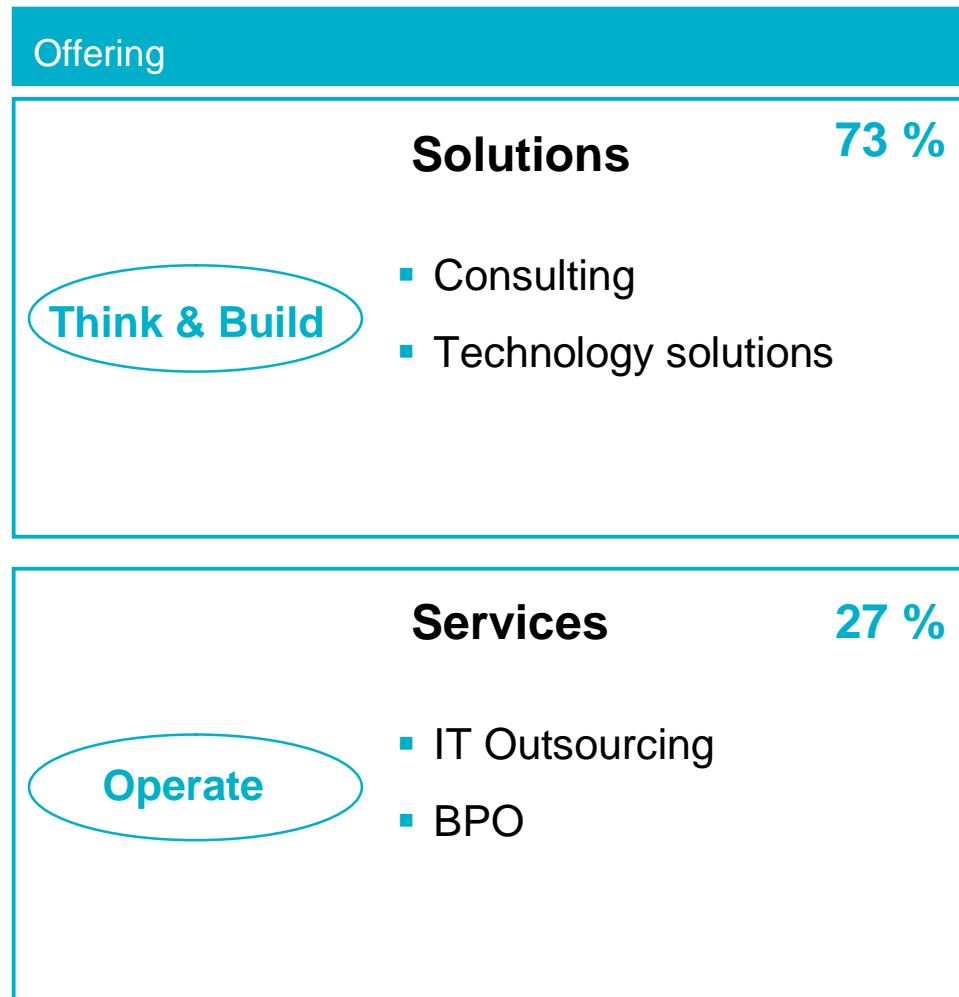 Offering
Solutions 73 %
Think & Build
▪ Consulting
▪ Technology solutions
Services 27 %
Operate
▪ IT Outsourcing
▪ BPO